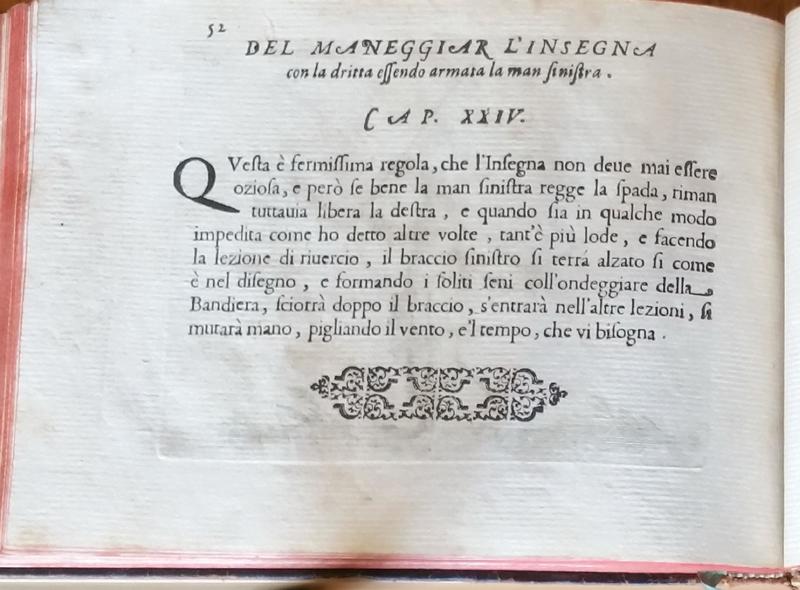 52
DEL MANEGGIAR L'INSEGNA
con la dritta essendo armata la man sinistra.
CAP. XXIV.
QVesta è fermissima regola, che l'Insegna non deue mai essere
oziosa, e però se bene la man sinistra regge la spada, riman
tuttauia libera la destra, e quando sia in qualche modo
impedita come ho detto altre volte, tant'è più lode, e facendo
la lezione di riuercio, il braccio sinistro si terrá alzato si come
è nel disegno, e formando i soliti seni coll'ondeggiare della
Bandiera, sciorrà doppo il braccio, s'entrarà nell'altre lezioni, si
mutarà mano, pigliando il vento, e'l tempo, che vi bisogna.